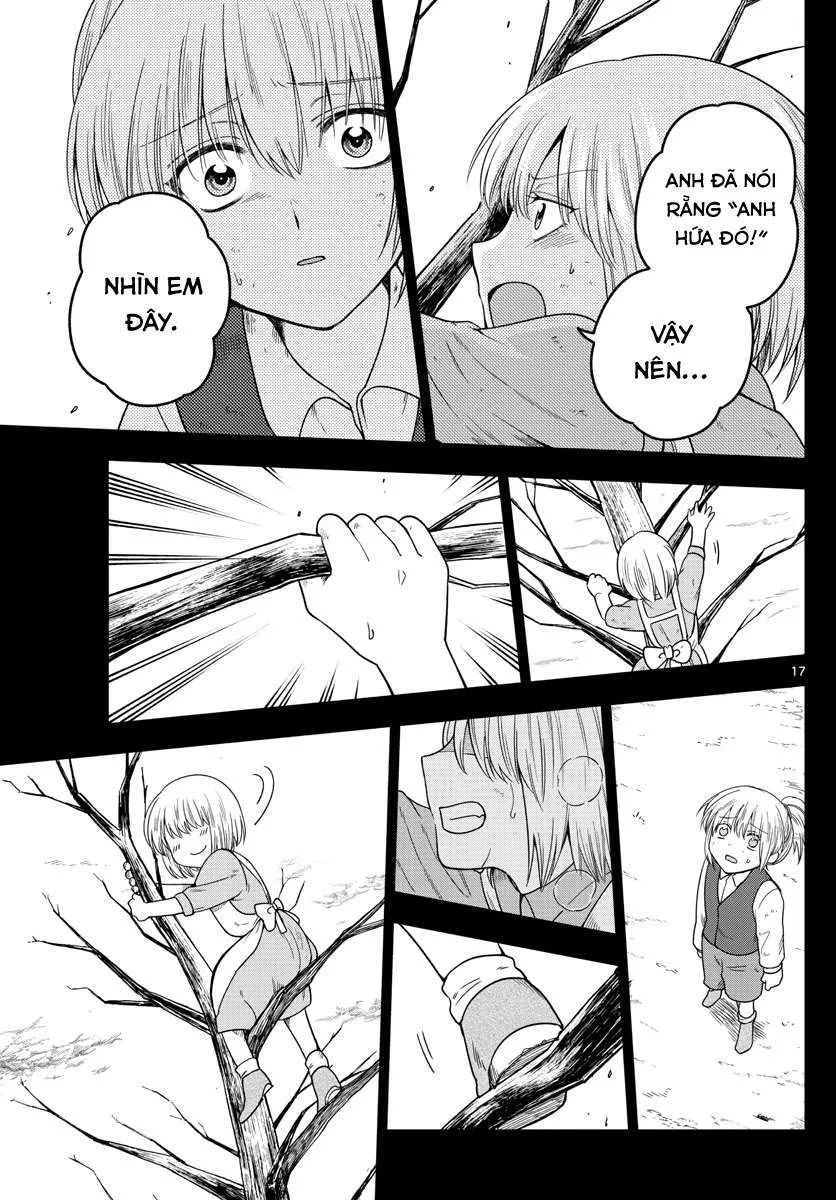 ANH ĐÃ NÓI
RẰNG “ANH
HỨA ĐÓ!”
VẬY
NÊN...
NHÌN EM
ĐÂY.
17